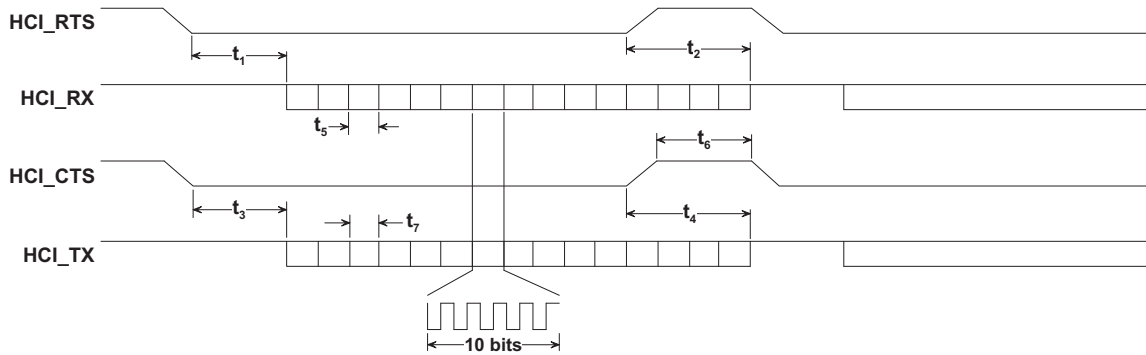 HCI_RTS
t1
t2
HCI_RX
t5
t6
HCI_CTS
t3
t7
t4
HCI_TX
10 bits